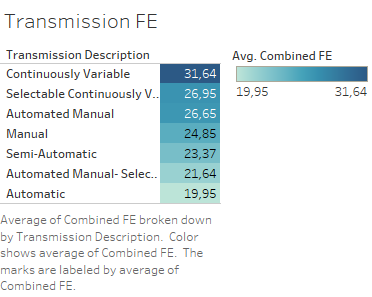 Transmission FE
Transmission Description
Continuously Variable 31,64
Selectable Continuously V.. 26,95
Automated Manual 26,65
Manual 24,85
Semi-Automatic 23,37
Automated Manual- Selec.. 21,64
Automatic 19,95
Avg. Combined FE
19,95 31,64
Average of Combined FE broken down
by Transmission Description.  Color
shows average of Combined FE.  The
marks are labeled by average of
Combined FE.